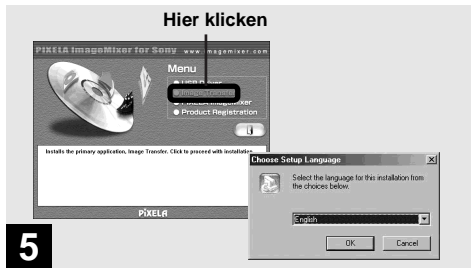 Hier klicken
PIXELA ImageMixer for Sony www.imagemixer.com
Menu
USB Driver
Image Transfer
PIXELA ImageMixer
Product Registration
Installs the primary application, Image Transfer. Click to proceed with installation.
PIXELA
Choose Setup Language
Select the language for this installation from
the choices below.
English
OK Cancel
5